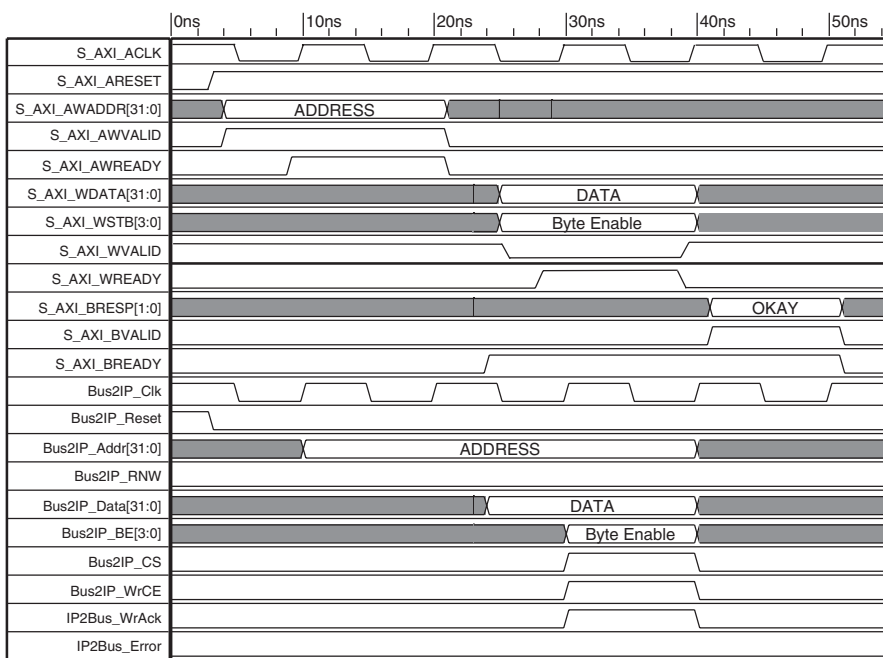 0ns 10ns 20ns 30ns 40ns 50ns
S_AXI_ACLK
S_AXI_ARESET
S_AXI_AWADDR[31:0] ADDRESS
S_AXI_AWVALID
S_AXI_AWREADY
S_AXI_WDATA[31:0] DATA
S_AXI_WSTB[3:0] Byte Enable
S_AXI_WVALID
S_AXI_WREADY
S_AXI_BRESP[1:0] OKAY
S_AXI_BVALID
S_AXI_BREADY
Bus2IP_Clk
Bus2IP_Reset
Bus2IP_Addr[31:0] ADDRESS
Bus2IP_RNW
Bus2IP_Data[31:0] DATA
Bus2IP_BE[3:0] Byte Enable
Bus2IP_CS
Bus2IP_WrCE
IP2Bus_WrAck
IP2Bus_Error